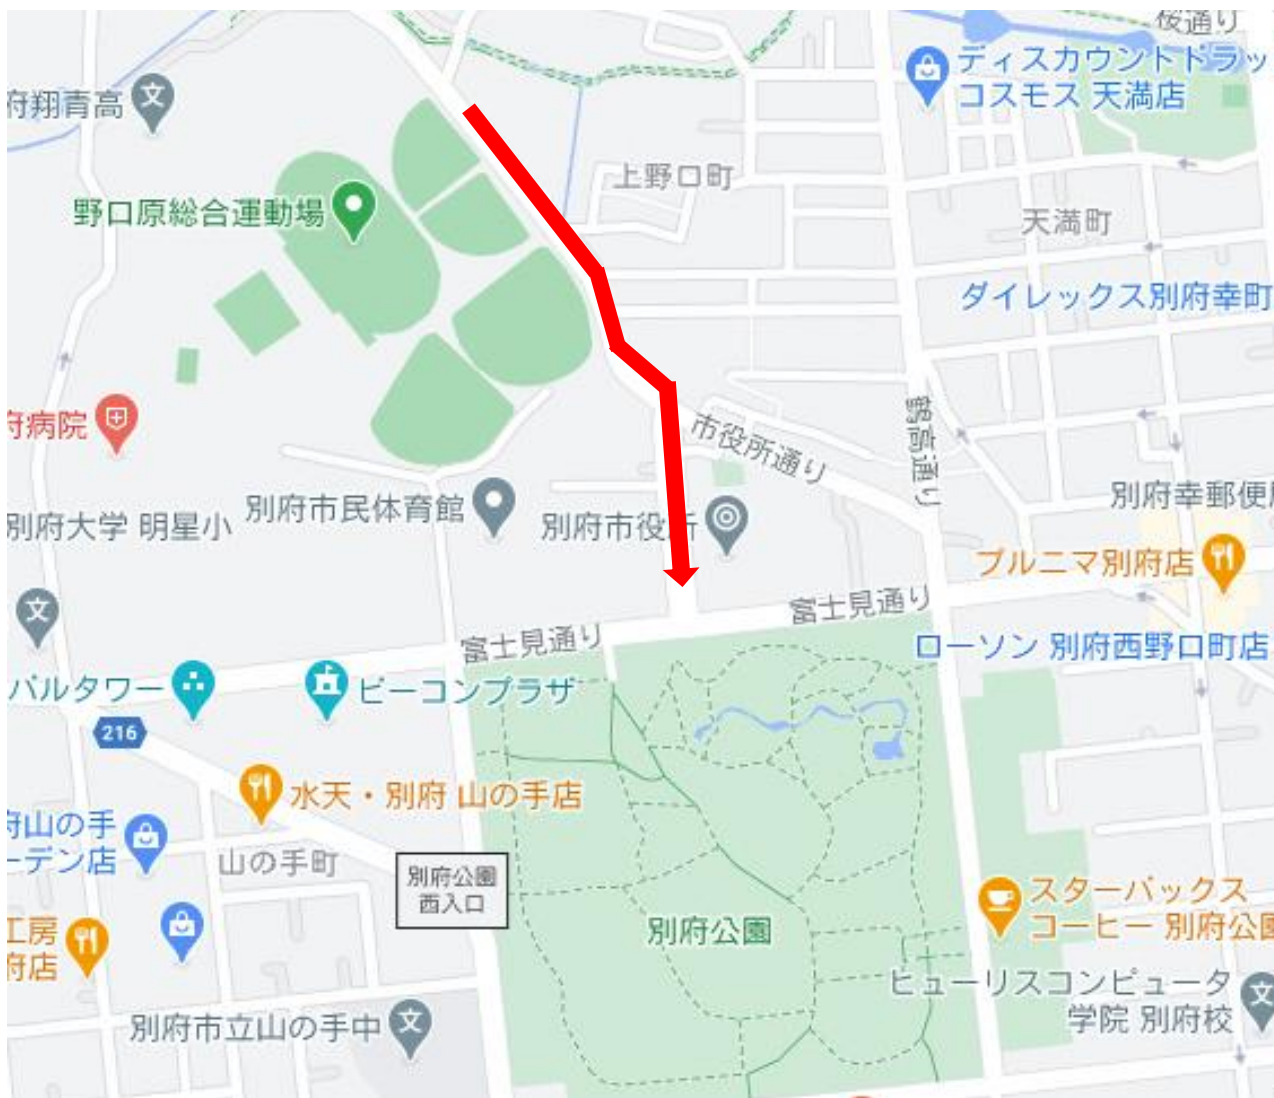 桜通り
ディスカウントドラッ
コスモス 天満店
府翔青高
上野口町
野口原総合運動場
天満町
ダイレックス別府幸町
府病院
市役所通り
鶴高通り
別府市民体育館
別府大学 明星小
別府市役所
別府幸郵便局
プルニマ別府店
富士見通り
富士見通り
ローソン 別府西野口町店
バルタワー
ビーコンプラザ
216
水天・別府 山の手店
府山の手
ーデン店
山の手町
別府公園
西入口
スターバックス
コーヒー 別府公園
工房
府店
別府公園
ヒューリスコンピュータ
学院 別府校
別府市立山の手中